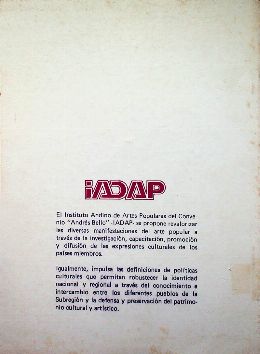 iADAP
El Instituto Andino de Artes Populares del Conve-
nio "Andrés Bello" -IADAP- se propone revalorizar
las diversas manifestaciones del arte popular a
través de la investigación, capacitación, promoción
y difusión de las expresiones culturales de los
países miembros.
Igualmente, impulsa las definiciones de políticas
culturales que permitan robustecer la identidad
nacional y regional a través del conocimiento e
intercambio entre los diferentes pueblos de la
Subregión y la defensa y preservación del patrimo-
nio cultural y artístico.